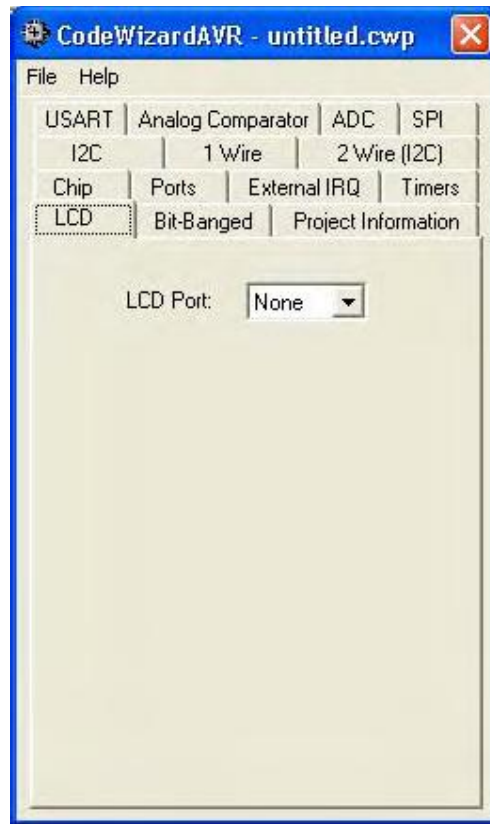 CodeWizardAVR - untitled.cwp
File Help
USART Analog Comparator ADC SPI
I2C 1 Wire 2 Wire (I2C)
Chip Ports External IRQ Timers
LCD Bit-Banged Project Information
LCD Port: None